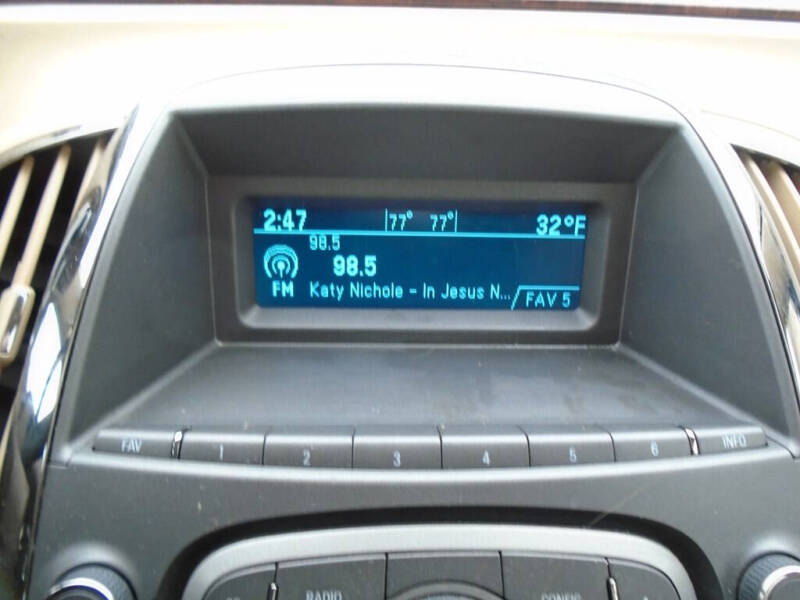 2:47 77° 77° 32°F
98.5
98.5
FM Katy Nichole - In Jesus N... FAV 5
FAV 1 2 3 4 5 6 INFO
RADIO CONFIG